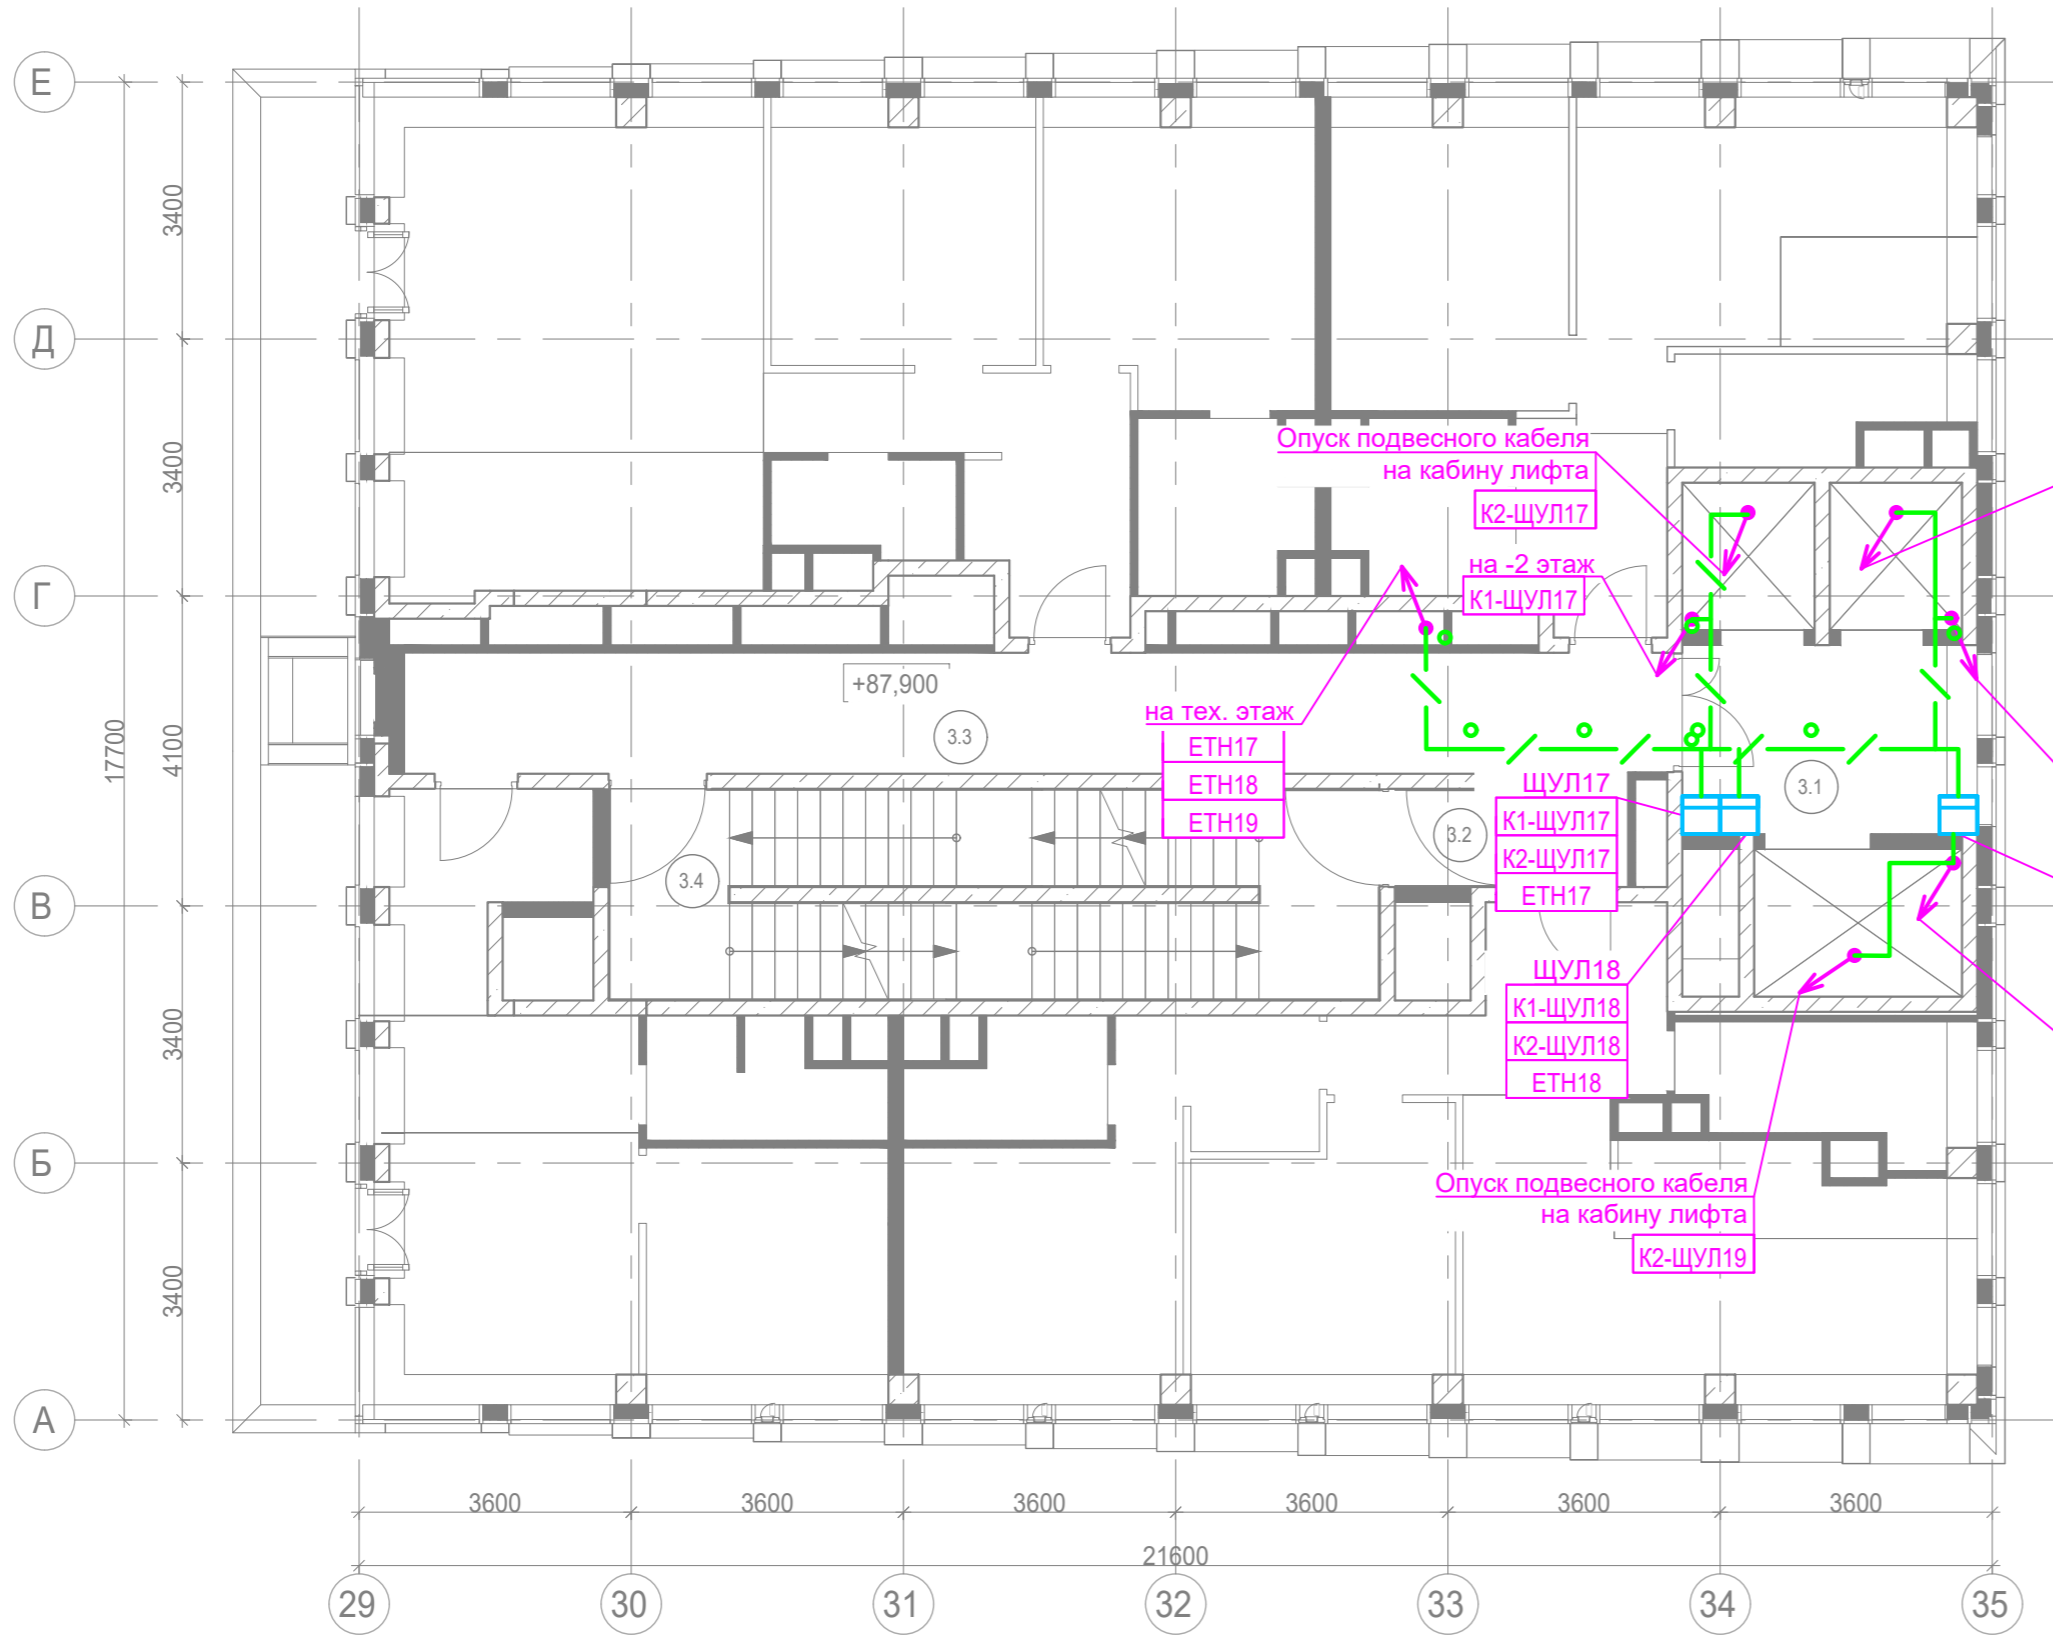 Е
Д
Г
В
Б
А
3400
3400
4100
3400
3400
17700
Опуск подвесного кабеля
на кабину лифта
К2-ЩУЛ17
на -2 этаж
К1-ЩУЛ17
+87,900
3.3
на тех. этаж
ЕТН17
ЕТН18
ЕТН19
ЩУЛ17
К1-ЩУЛ17
К2-ЩУЛ17
ЕТН17
3.1
3.2
3.4
ЩУЛ18
К1-ЩУЛ18
К2-ЩУЛ18
ЕТН18
Опуск подвесного кабеля
на кабину лифта
К2-ЩУЛ19
3600
3600
3600
3600
3600
3600
21600
29
30
31
32
33
34
35